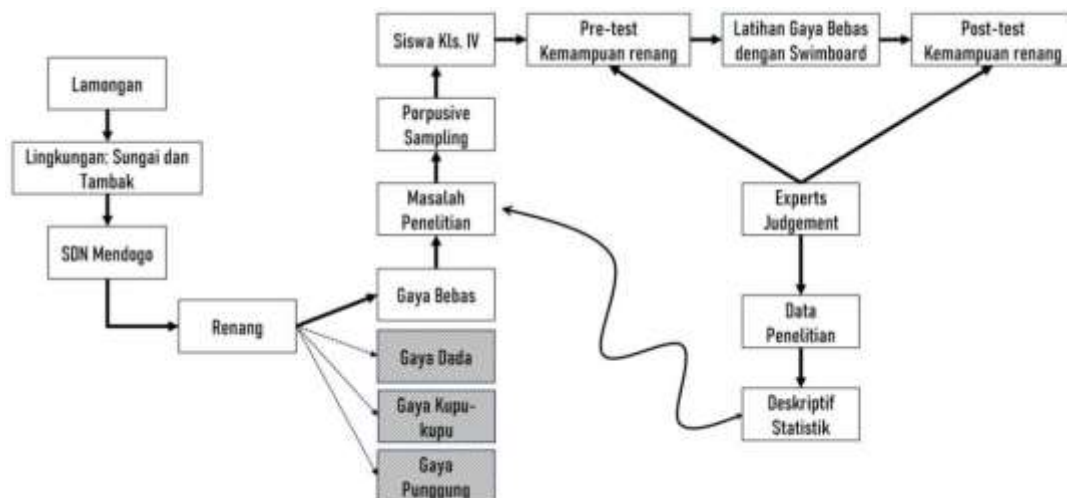 Lamongan
Lingkungan: Sungai dan
Tambak
SDN Mendogo
Renang
Siswa Kls. IV
Porpusive
Sampling
Masalah
Penelitian
Gaya Bebas
Gaya Dada
Gaya Kupu-
kupu
Gaya
Punggung
Pre-test
Kemampuan renang
Latihan Gaya Bebas
dengan Swimboard
Post-test
Kemampuan renang
Experts
Judgement
Data
Penelitian
Deskriptif
Statistik